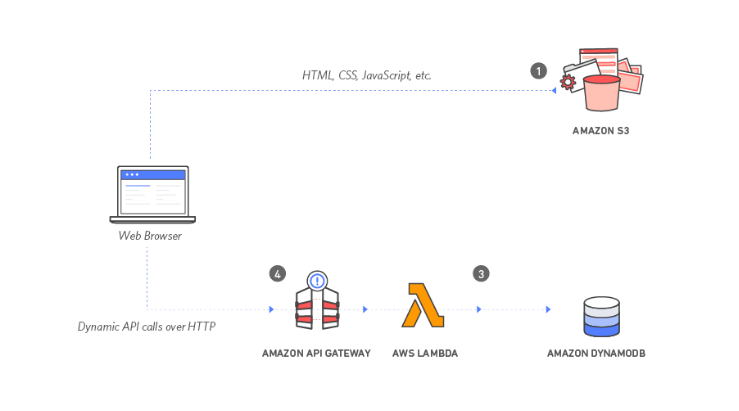 HTML, CSS, JavaScript, etc.
1
AMAZON S3
Web Browser
4
3
Dynamic API calls over HTTP
AMAZON API GATEWAY
AWS LAMBDA
AMAZON DYNAMODB